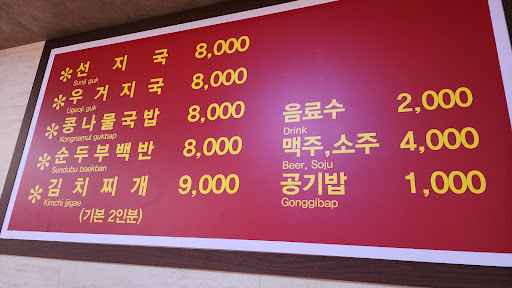 *선지국 8,000
Sunji guk
*우거지국 8,000
Ugeoji guk
*콩나물국밥 8,000
Kongnamul gukbap
*순두부백반 8,000
Sundubu baekban
*김치찌개 9,000
Kimchi jjigae
(기본 2인분)
음료수 2,000
Drink
맥주,소주 4,000
Beer, Soju
공기밥 1,000
Gonggibap